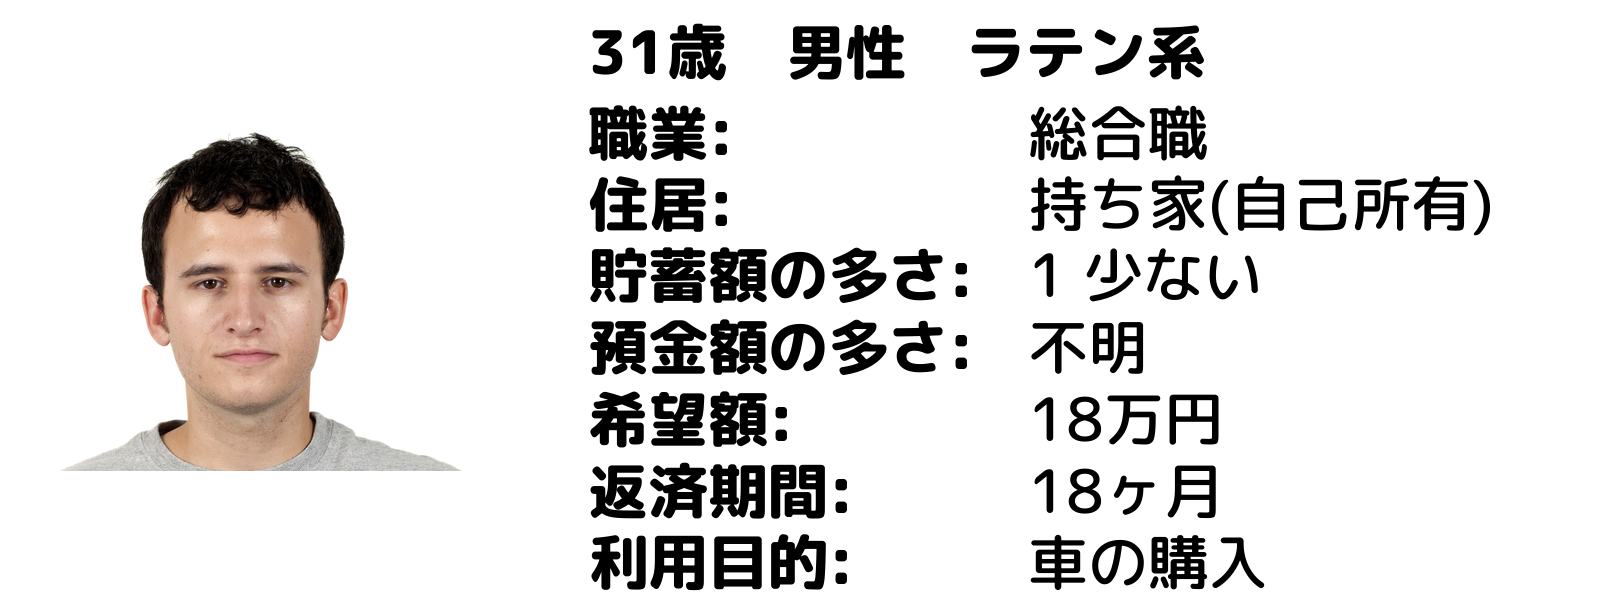 31歳　男性　ラテン系
職業: 総合職
住居: 持ち家(自己所有)
貯蓄額の多さ: 1 少ない
預金額の多さ: 不明
希望額: 18万円
返済期間: 18ヶ月
利用目的: 車の購入